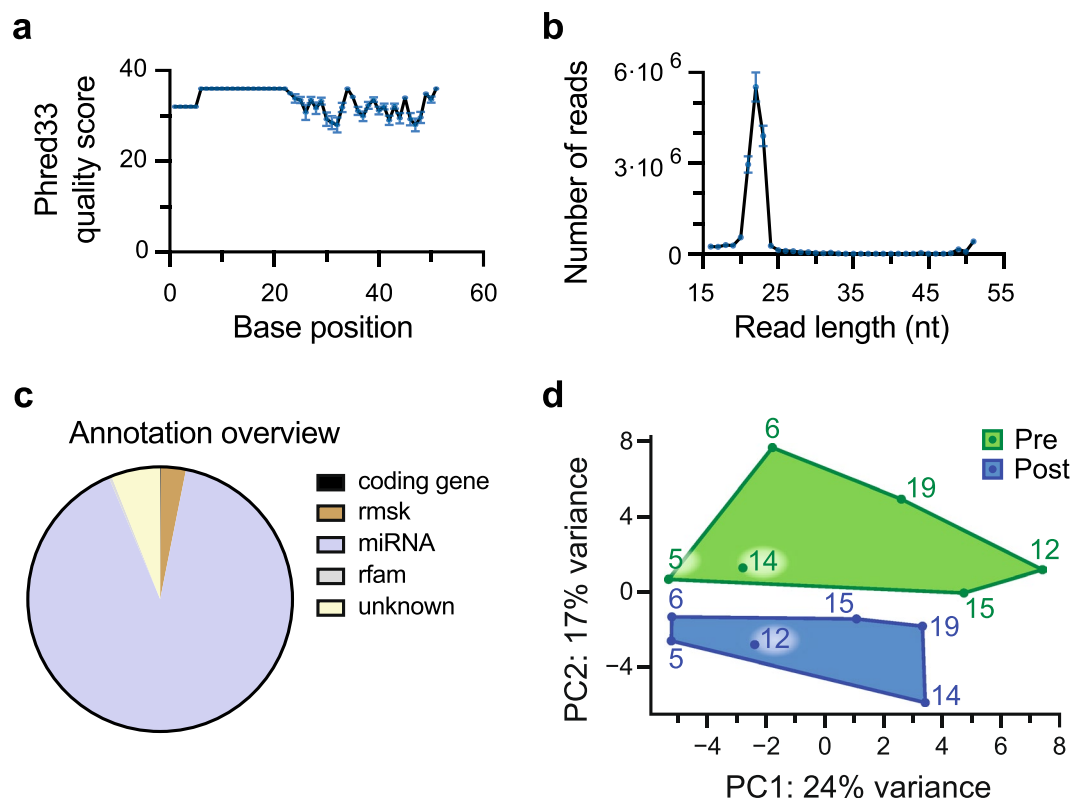 a
40
20
0
Phred33
quality score
0 20 40 60
Base position
b
6·10 6
3·10 6
0
Number of reads
15 25 35 45 55
Read length (nt)
c
Annotation overview
coding gene
rmsk
miRNA
rfam
unknown
d
8
4
0
−4
PC2: 17% variance
Pre
Post
6
19
12
5
14
15
6
15
19
12
5
14
−4 −2 0 2 4 6 8
PC1: 24% variance